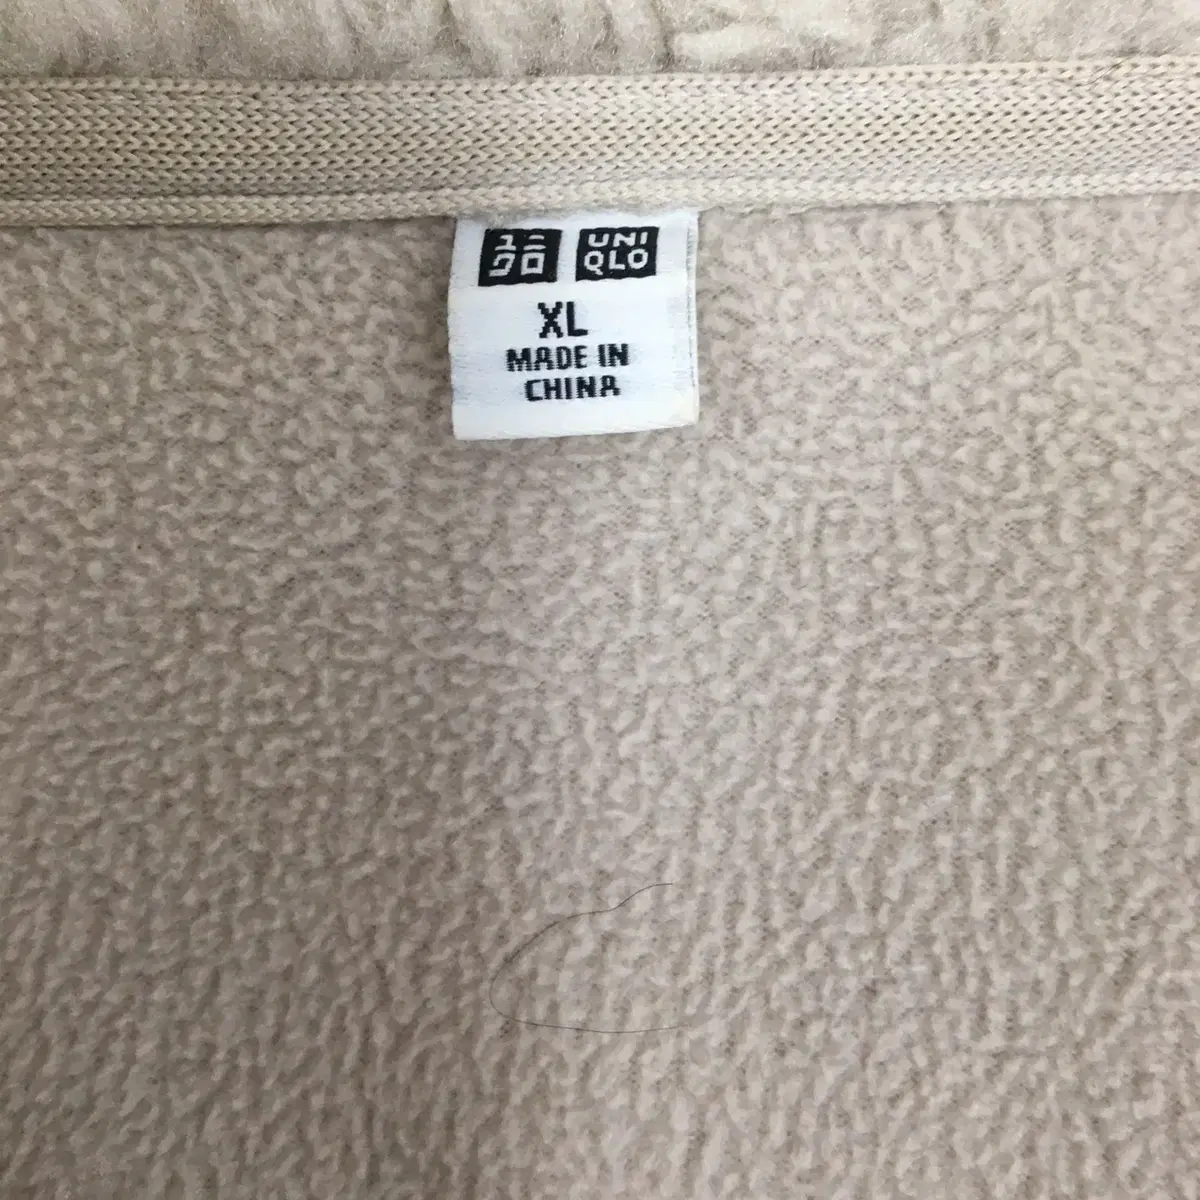 ユニ UNI
クロ QLO
XL
MADE IN
CHINA